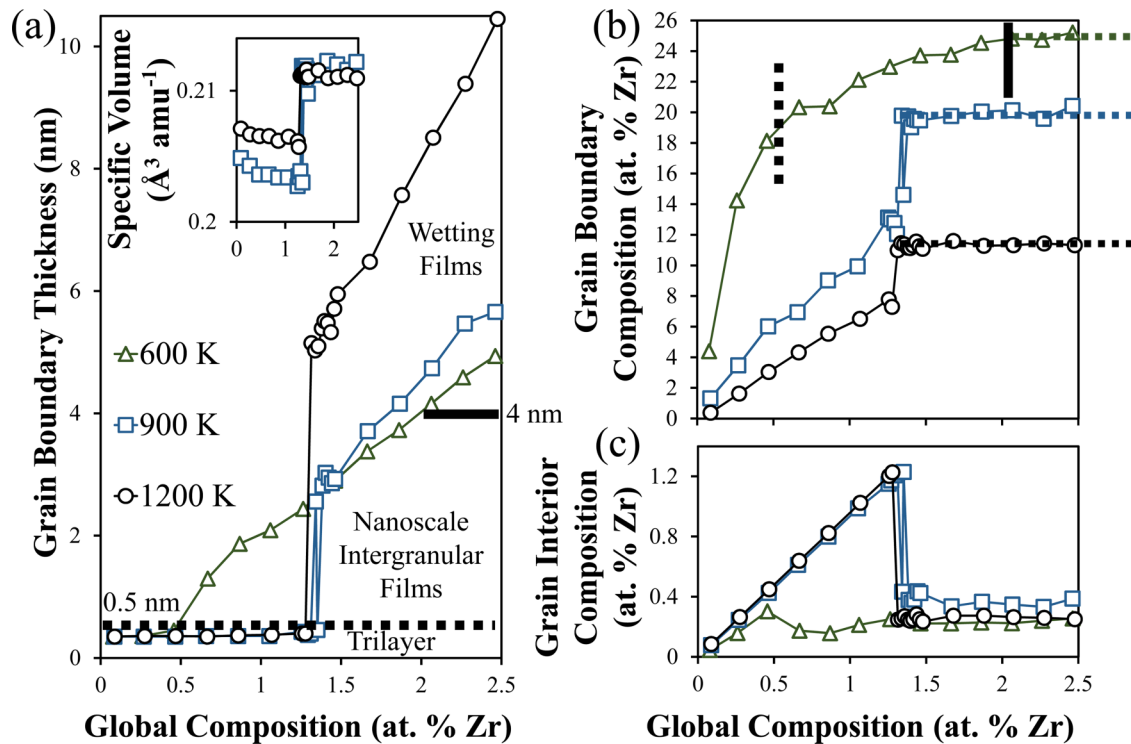 (a)
Grain Boundary Thickness (nm)
10
8
6
4
2
0
Specific Volume
(Å³ amu⁻¹)
0.21
0.2
0 1 2
Wetting
Films
600 K
900 K
1200 K
4 nm
Nanoscale
Intergranular
Films
0.5 nm
Trilayer
0 0.5 1 1.5 2 2.5
Global Composition (at. % Zr)
(b)
Grain Boundary
Composition (at. % Zr)
26
24
22
20
18
16
14
12
10
8
6
4
2
0
(c)
Grain Interior
Composition
(at. % Zr)
1.2
0.8
0.4
0
0 0.5 1 1.5 2 2.5
Global Composition (at. % Zr)